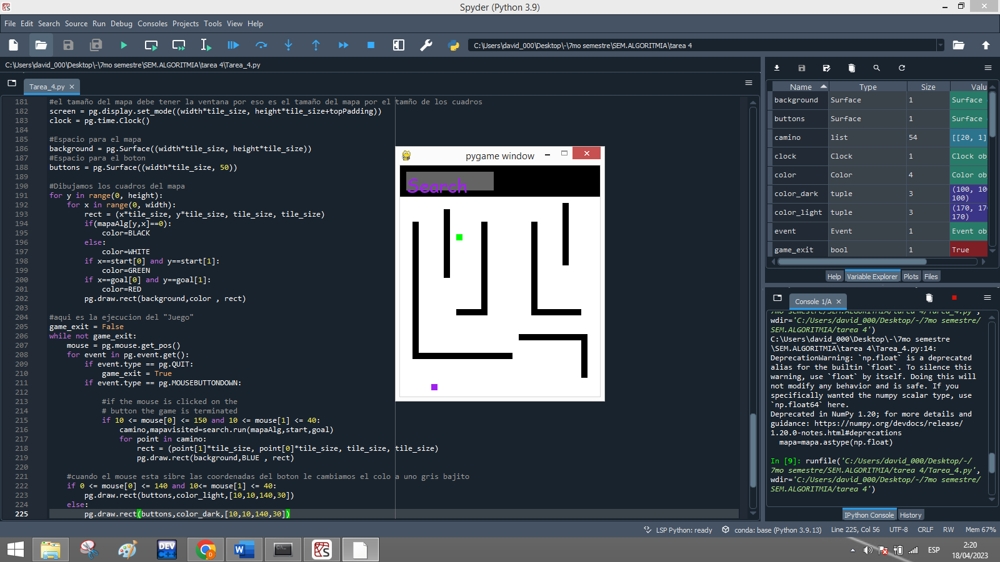 Spyder (Python 3.9)
File Edit Search Source Run Debug Consoles Projects Tools View Help
C:\Users\david_000\Desktop\-\7mo semestre\SEM.ALGORITMIA\tarea 4
C:\Users\david_000\Desktop\-\7mo semestre\SEM.ALGORITMIA\tarea 4\Tarea_4.py
Tarea_4.py
181 #el tamaño del mapa debe tener la ventana por eso es el tamaño del mapa por el tamño de los cuadros
182 screen = pg.display.set_mode((width*tile_size, height*tile_size+topPadding))
183 clock = pg.time.Clock()
184
185 #Espacio para el mapa
186 background = pg.Surface((width*tile_size, height*tile_size))
187 #Espacio para el boton
188 buttons = pg.Surface((width*tile_size, 50))
189
190 #Dibujamos los cuadros del mapa
191 for y in range(0, height):
192     for x in range(0, width):
193         rect = (x*tile_size, y*tile_size, tile_size, tile_size)
194         if(mapaAlg[y,x]==0):
195             color=BLACK
196         else:
197             color=WHITE
198         if x==start[0] and y==start[1]:
199             color=GREEN
200         if x==goal[0] and y==goal[1]:
201             color=RED
202         pg.draw.rect(background,color , rect)
203
204 #aqui es la ejecucion del "Juego"
205 game_exit = False
206 while not game_exit:
207     mouse = pg.mouse.get_pos()
208     for event in pg.event.get():
209         if event.type == pg.QUIT:
210             game_exit = True
211         if event.type == pg.MOUSEBUTTONDOWN:
212
213             #if the mouse is clicked on the
214             # button the game is terminated
215             if 10 <= mouse[0] <= 150 and 10 <= mouse[1] <= 40:
216                 camino,mapavisited=search.run(mapaAlg,start,goal)
217                 for point in camino:
218                     rect = (point[1]*tile_size, point[0]*tile_size, tile_size, tile_size)
219                     pg.draw.rect(background,BLUE , rect)
220
221     #cuando el mouse esta sibre las coordenadas del boton le cambiamos el colo a uno gris bajito
222     if 0 <= mouse[0] <= 140 and 10<= mouse[1] <= 40:
223         pg.draw.rect(buttons,color_light,[10,10,140,30])
224     else:
225         pg.draw.rect(buttons,color_dark,[10,10,140,30])
pygame window
Search
Name Type Size Valu
background Surface 1 Surface
buttons Surface 1 Surface
camino list 54 [[20, 1]
clock Clock 1 Clock ob
color Color 4 Color ob
color_dark tuple 3 (100, 10
100)
color_light tuple 3 (170, 17
170)
event Event 1 Event ob
game_exit bool 1 True
Help Variable Explorer Plots Files
Console 1/A
7mo semestre/SEM.ALGORITMIA/tarea 4/Tarea_4.py',
wdir='C:/Users/david_000/Desktop/-/7mo semestre/
SEM.ALGORITMIA/tarea 4')
C:\Users\david_000\Desktop\-\7mo semestre
\SEM.ALGORITMIA\tarea 4\Tarea_4.py:14:
DeprecationWarning: `np.float` is a deprecated
alias for the builtin `float`. To silence this
warning, use `float` by itself. Doing this will
not modify any behavior and is safe. If you
specifically wanted the numpy scalar type, use
`np.float64` here.
Deprecated in NumPy 1.20; for more details and
guidance: https://numpy.org/devdocs/release/
1.20.0-notes.html#deprecations
  mapa=mapa.astype(np.float)
In [9]: runfile('C:/Users/david_000/Desktop/-/
7mo semestre/SEM.ALGORITMIA/tarea 4/Tarea_4.py',
wdir='C:/Users/david_000/Desktop/-/7mo semestre/
SEM.ALGORITMIA/tarea 4')
IPython Console History
LSP Python: ready conda: base (Python 3.9.13) Line 225, Col 56 UTF-8 CRLF RW Mem 67%
DEV
C++
D
ESP
2:20
18/04/2023